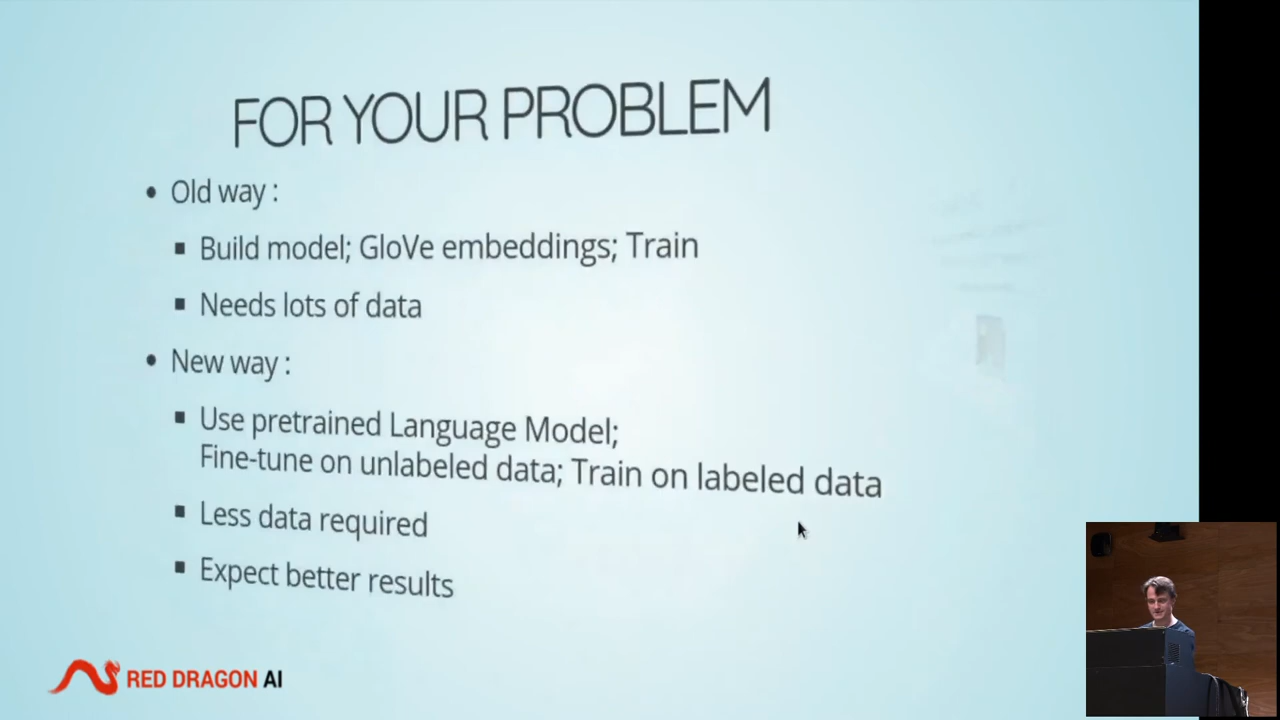 FOR YOUR PROBLEM
• Old way :
▪ Build model; GloVe embeddings; Train
▪ Needs lots of data
• New way :
▪ Use pretrained Language Model;
Fine-tune on unlabeled data; Train on labeled data
▪ Less data required
▪ Expect better results
RED DRAGON AI